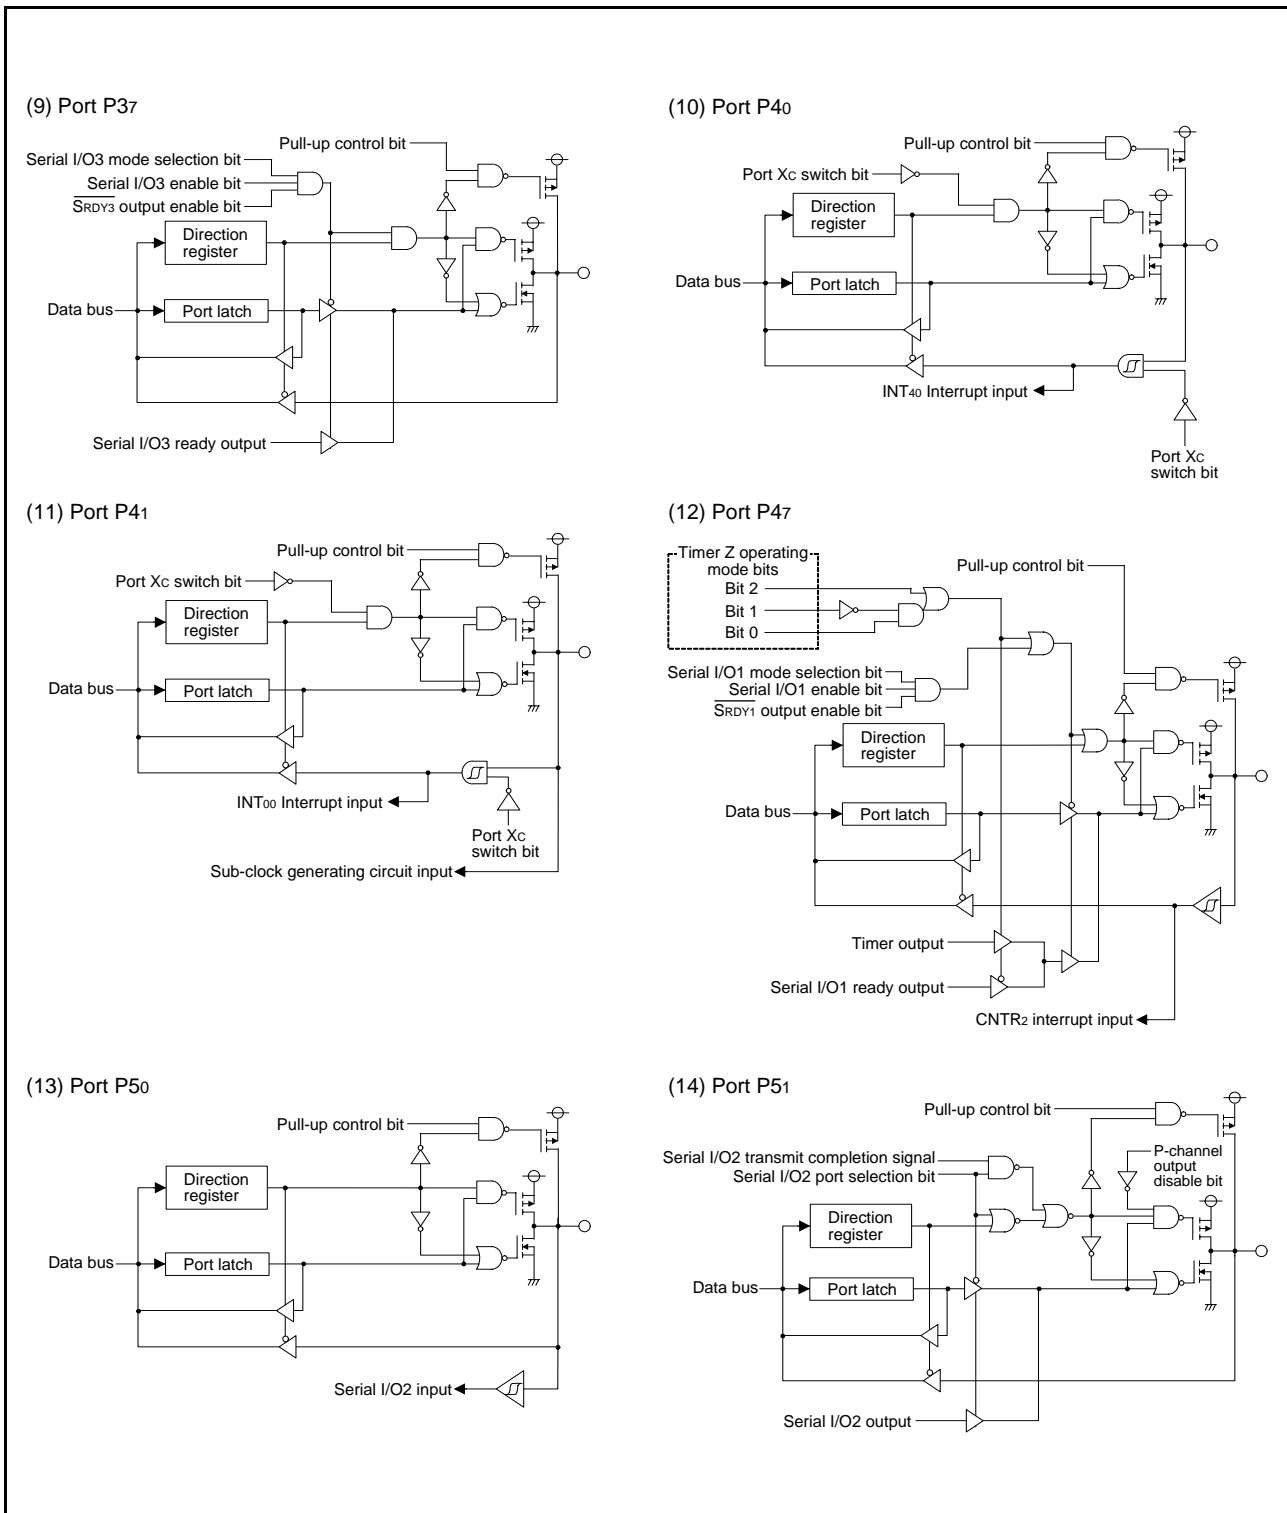 (9) Port P37
Pull-up control bit
Serial I/O3 mode selection bit
Serial I/O3 enable bit
SRDY3 output enable bit
Direction
register
Data bus
Port latch
Serial I/O3 ready output
(10) Port P40
Pull-up control bit
Port XC switch bit
Direction
register
Data bus
Port latch
INT40 Interrupt input
Port XC
switch bit
(11) Port P41
Pull-up control bit
Port XC switch bit
Direction
register
Data bus
Port latch
INT00 Interrupt input
Port XC
switch bit
Sub-clock generating circuit input
(12) Port P47
Timer Z operating
mode bits
Bit 2
Bit 1
Bit 0
Pull-up control bit
Serial I/O1 mode selection bit
Serial I/O1 enable bit
SRDY1 output enable bit
Direction
register
Data bus
Port latch
Timer output
Serial I/O1 ready output
CNTR2 interrupt input
(13) Port P50
Pull-up control bit
Direction
register
Data bus
Port latch
Serial I/O2 input
(14) Port P51
Pull-up control bit
Serial I/O2 transmit completion signal
Serial I/O2 port selection bit
P-channel
output
disable bit
Direction
register
Data bus
Port latch
Serial I/O2 output